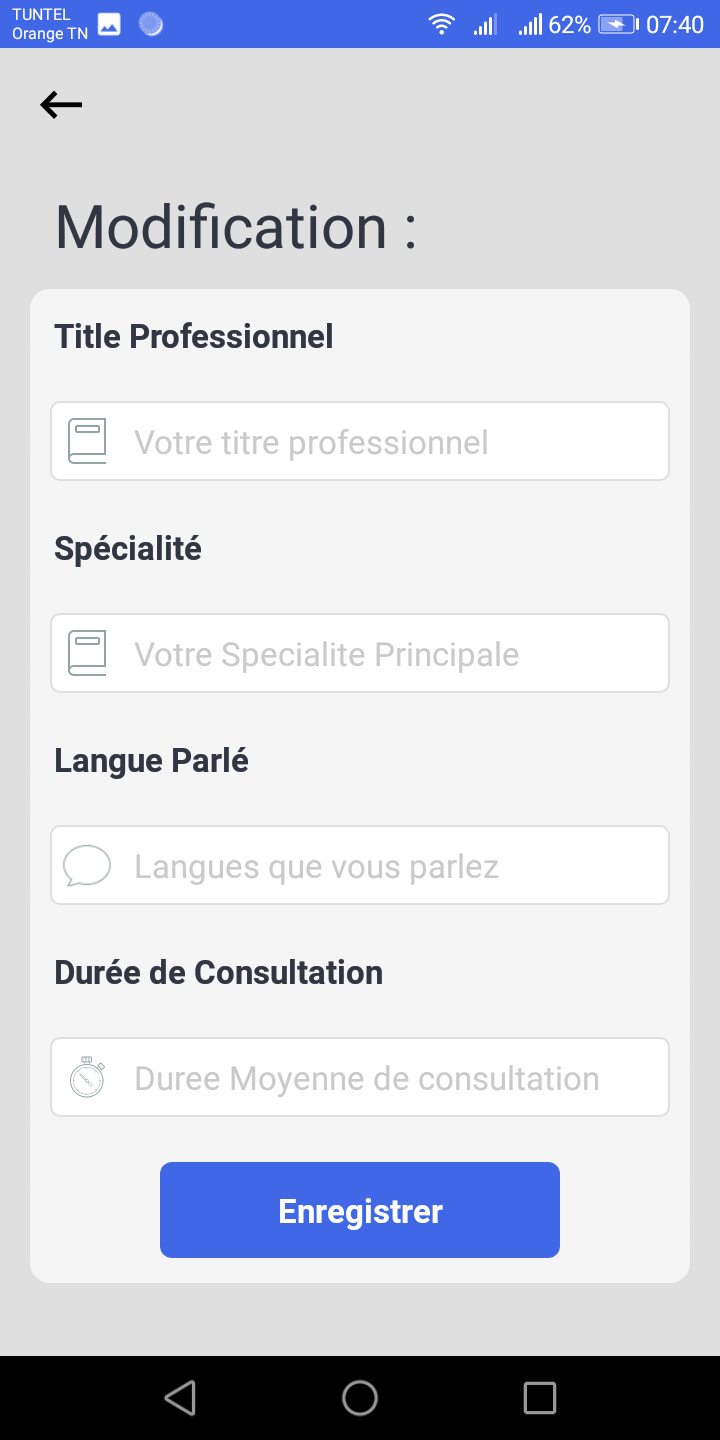 TUNTEL
Orange TN
62%
07:40
Modification :
Title Professionnel
Votre titre professionnel
Spécialité
Votre Specialite Principale
Langue Parlé
Langues que vous parlez
Durée de Consultation
Duree Moyenne de consultation
Enregistrer